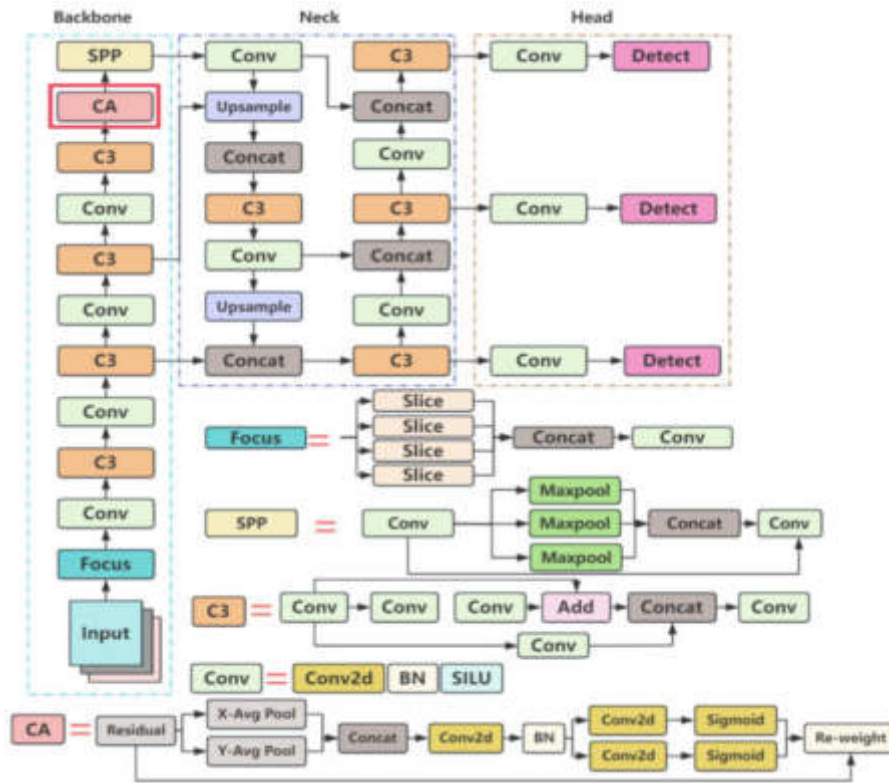 Backbone Neck Head
SPP Conv C3 Conv Detect
CA Upsample Concat
C3 Concat Conv
Conv C3 C3 Conv Detect
C3 Conv Concat
Conv Upsample Conv
C3 Concat C3 Conv Detect
Conv
C3
Conv
Focus
Input
Slice
Focus = Slice Concat Conv
Slice
Slice
Maxpool
SPP = Conv Maxpool Concat Conv
Maxpool
C3 = Conv Conv Conv Add Concat Conv
Conv
Conv = Conv2d BN SILU
X-Avg Pool Conv2d Sigmoid
CA = Residual Concat Conv2d BN Re-weight
Y-Avg Pool Conv2d Sigmoid